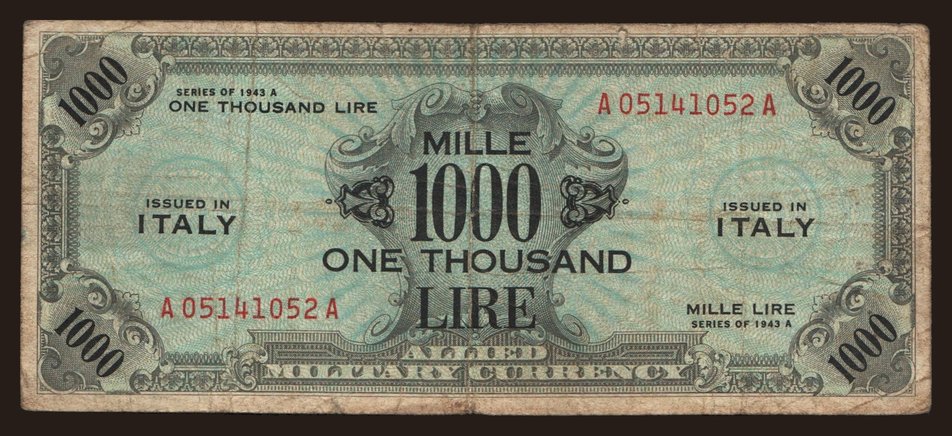 1000
1000
SERIES OF 1943 A
ONE THOUSAND LIRE
A 05141052 A
MILLE
1000
ONE THOUSAND
LIRE
ISSUED IN
ITALY
ISSUED IN
ITALY
A 05141052 A
MILLE LIRE
SERIES OF 1943 A
1000
1000
ALLIED
MILITARY CURRENCY